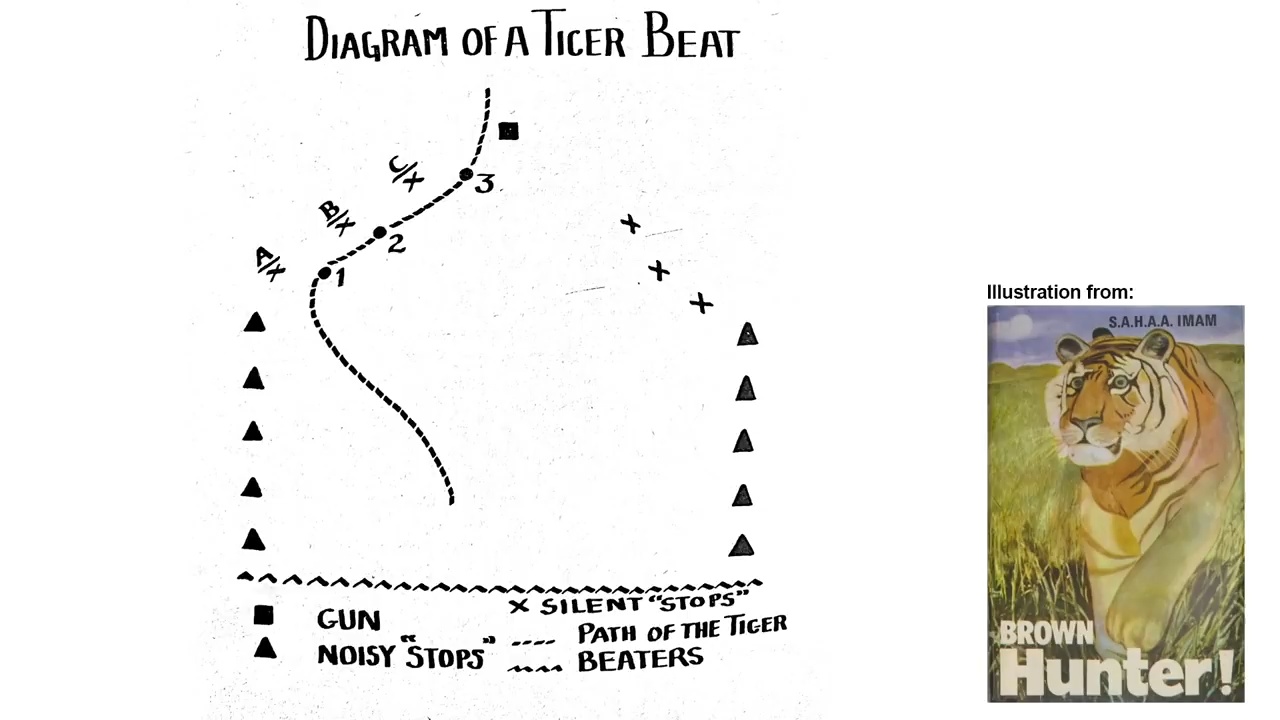 DIAGRAM OF A TIGER BEAT
C/x
3
B/x
2
A/x
1
GUN
NOISY "STOPS"
x SILENT "STOPS"
PATH OF THE TIGER
BEATERS
Illustration from:
S.A.H.A.A. IMAM
BROWN
Hunter!